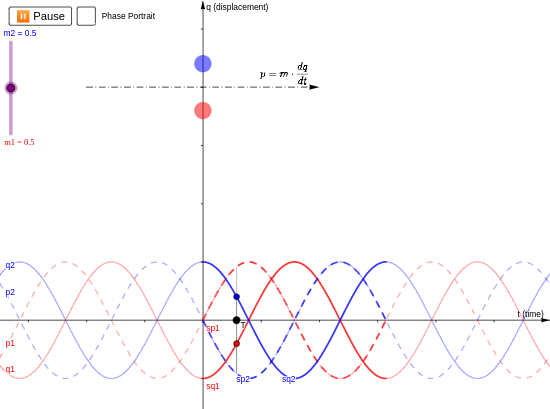 Pause
Phase Portrait
q (displacement)
m2 = 0.5
p = m · dq/dt
m1 = 0.5
q2
p2
p1
q1
sp1
T
t (time)
sq1
sp2
sq2